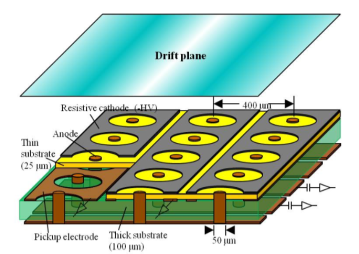 Drift plane
400 μm
Resistive cathode (-HV)
Anode
Thin
substrate
(25 μm)
Pickup electrode
Thick substrate
(100 μm)
50 μm